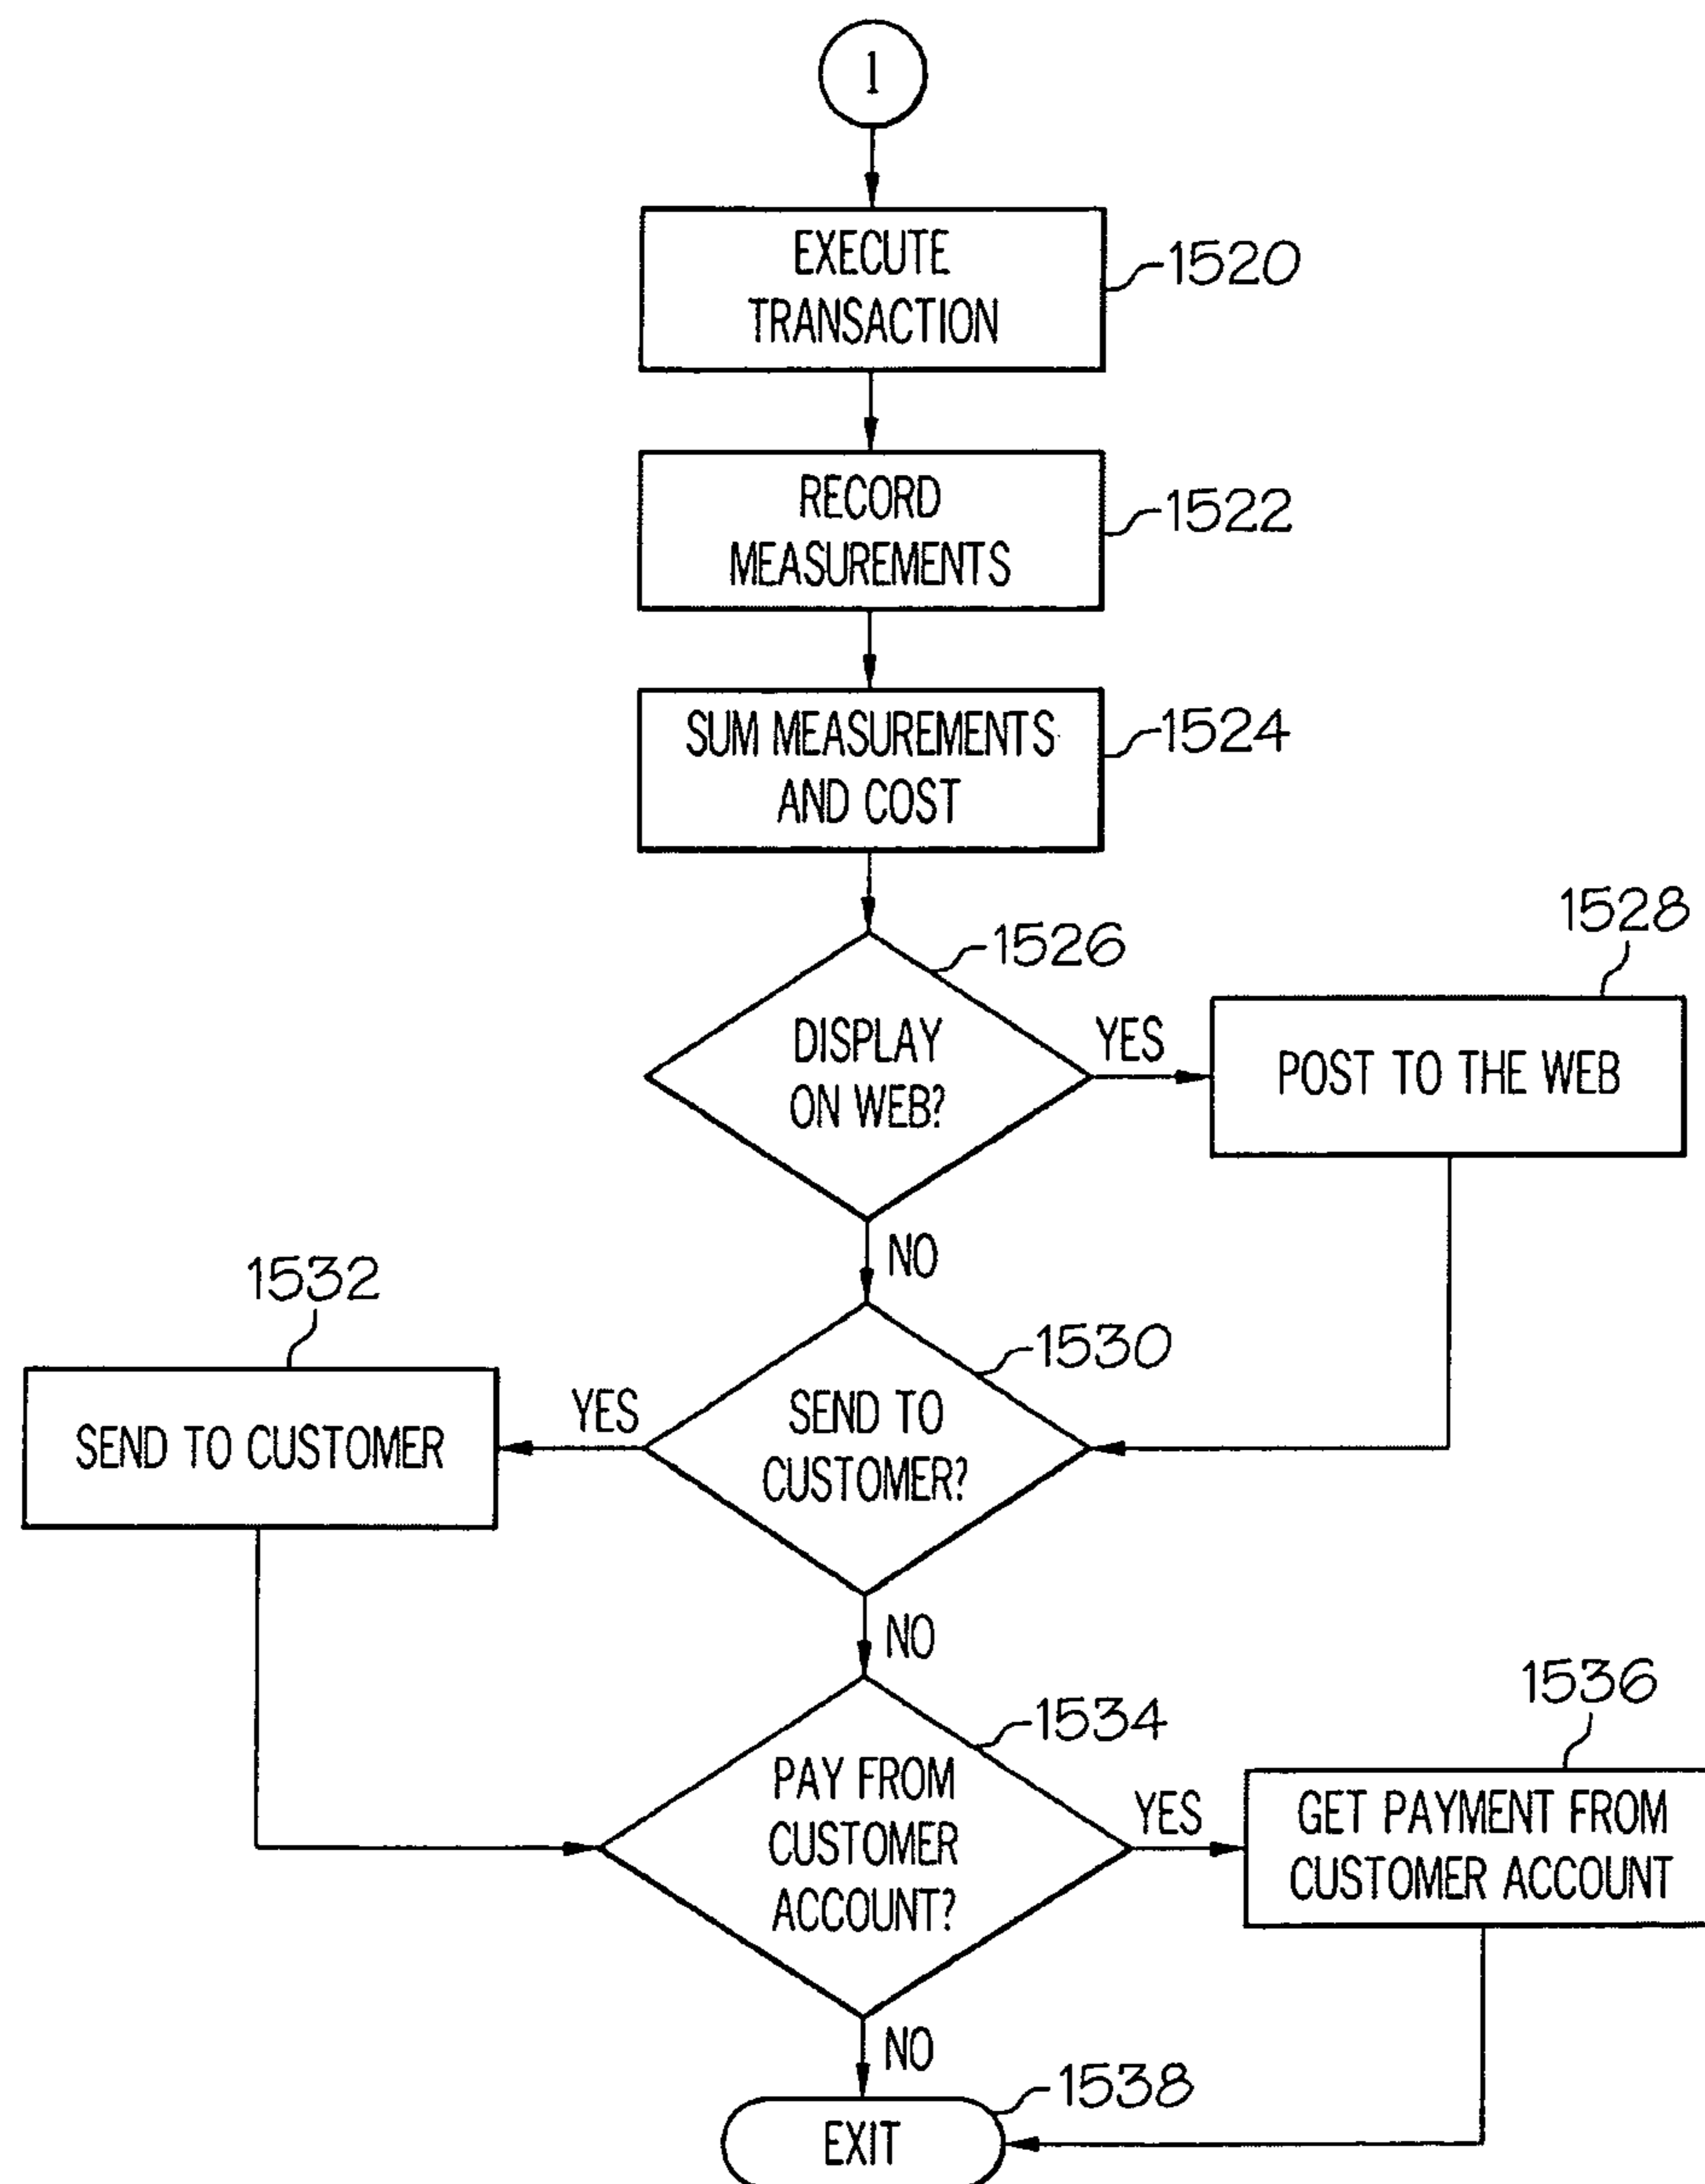 1
EXECUTE
TRANSACTION
1520
RECORD
MEASUREMENTS
1522
SUM MEASUREMENTS
AND COST
1524
1526
DISPLAY
ON WEB?
YES
1528
POST TO THE WEB
NO
1532
SEND TO CUSTOMER
YES
1530
SEND TO
CUSTOMER?
NO
1534
PAY FROM
CUSTOMER
ACCOUNT?
YES
1536
GET PAYMENT FROM
CUSTOMER ACCOUNT
NO
1538
EXIT